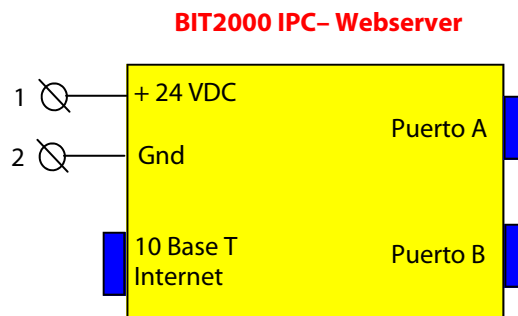 BIT2000 IPC– Webserver
1
+ 24 VDC
Puerto A
2
Gnd
10 Base T
Internet
Puerto B